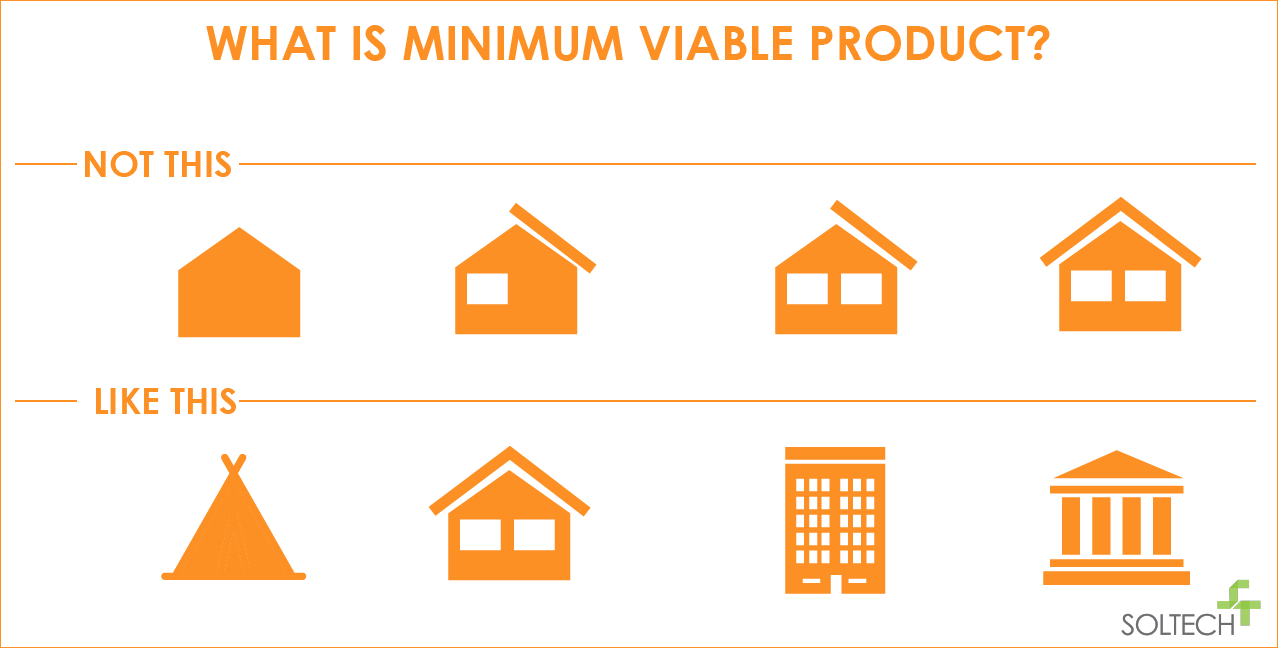 WHAT IS MINIMUM VIABLE PRODUCT?
NOT THIS
LIKE THIS
SOLTECH